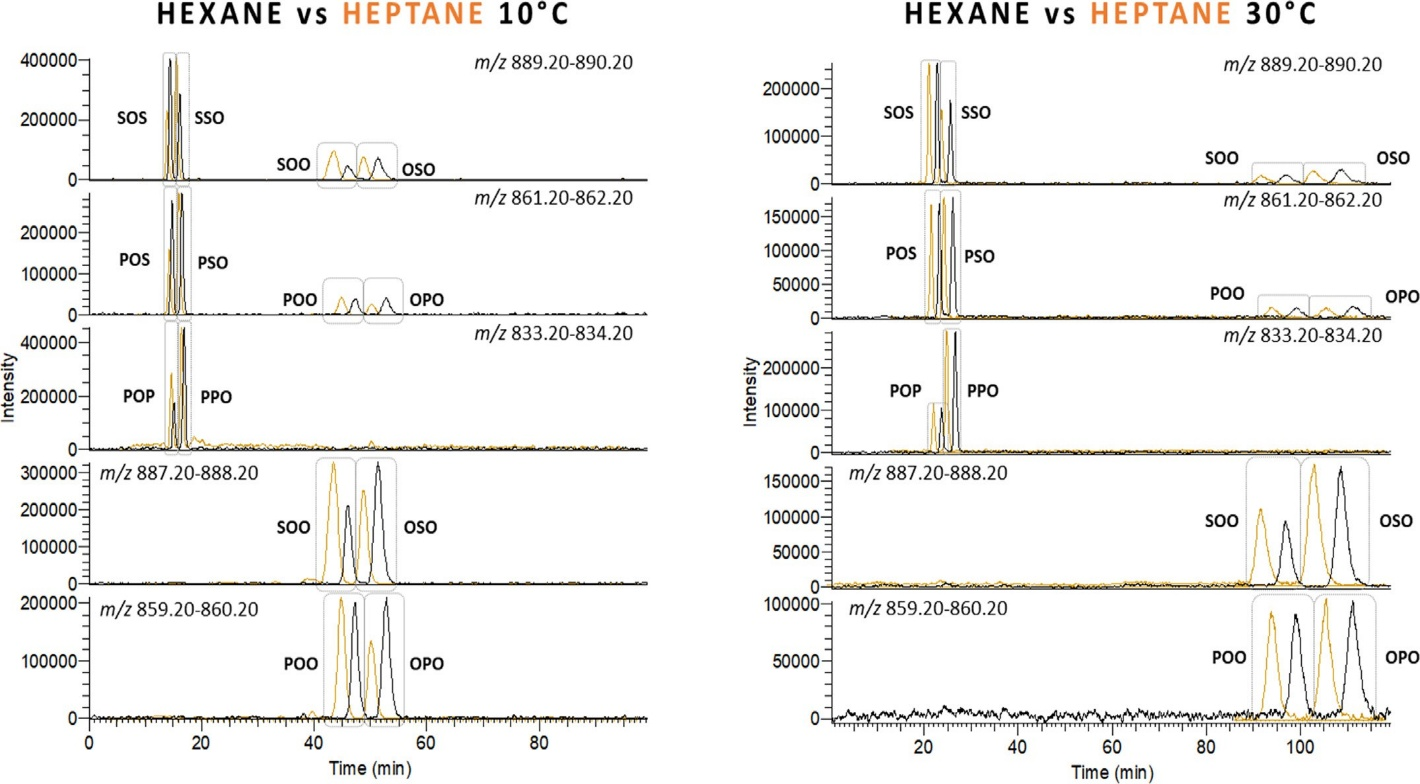 HEXANE vs HEPTANE 10°C
400000
200000
0
m/z 889.20-890.20
SOS
SSO
SOO
OSO
200000
100000
0
m/z 861.20-862.20
POS
PSO
POO
OPO
400000
200000
0
m/z 833.20-834.20
POP
PPO
300000
200000
100000
0
m/z 887.20-888.20
SOO
OSO
200000
100000
0
m/z 859.20-860.20
POO
OPO
Intensity
0 20 40 60 80
Time (min)
HEXANE vs HEPTANE 30°C
200000
100000
0
m/z 889.20-890.20
SOS
SSO
SOO
OSO
150000
100000
50000
0
m/z 861.20-862.20
POS
PSO
POO
OPO
200000
100000
0
m/z 833.20-834.20
POP
PPO
150000
100000
50000
0
m/z 887.20-888.20
SOO
OSO
100000
50000
0
m/z 859.20-860.20
POO
OPO
Intensity
20 40 60 80 100
Time (min)